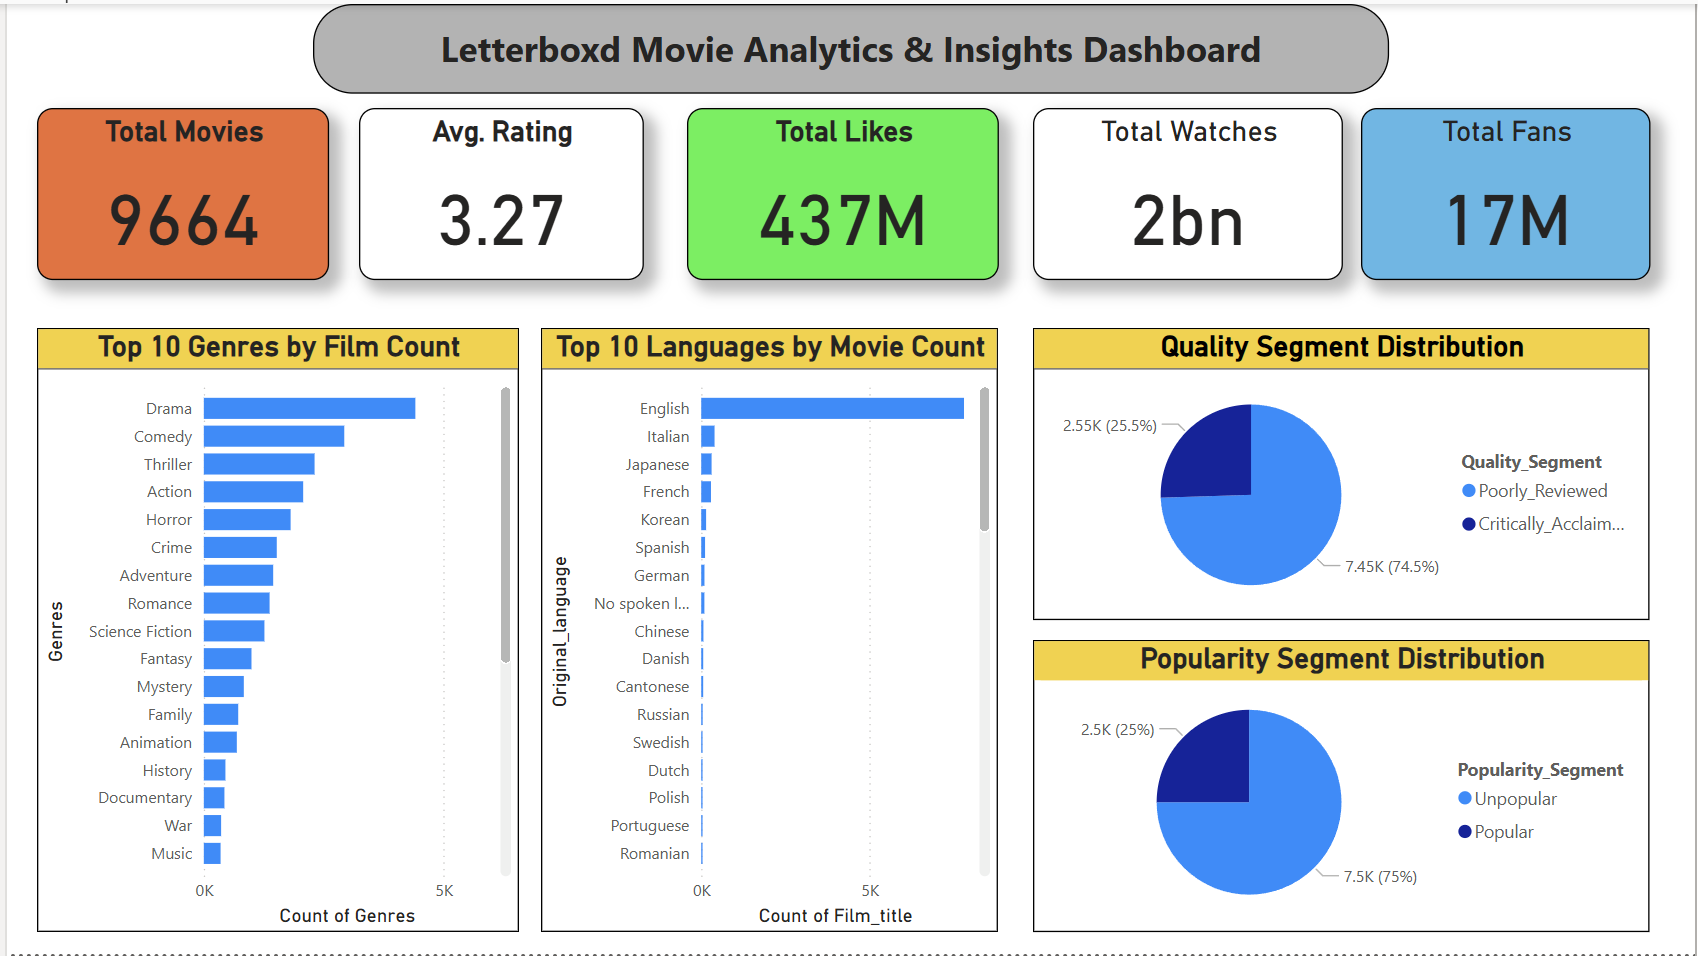 Letterboxd Movie Analytics & Insights Dashboard
Total Movies
9664
Avg. Rating
3.27
Total Likes
437M
Total Watches
2bn
Total Fans
17M
Top 10 Genres by Film Count
Genres
Drama
Comedy
Thriller
Action
Horror
Crime
Adventure
Romance
Science Fiction
Fantasy
Mystery
Family
Animation
History
Documentary
War
Music
0K
5K
Count of Genres
Top 10 Languages by Movie Count
Original_language
English
Italian
Japanese
French
Korean
Spanish
German
No spoken l...
Chinese
Danish
Cantonese
Russian
Swedish
Dutch
Polish
Portuguese
Romanian
0K
5K
Count of Film_title
Quality Segment Distribution
2.55K (25.5%)
7.45K (74.5%)
Quality_Segment
Poorly_Reviewed
Critically_Acclaim...
Popularity Segment Distribution
2.5K (25%)
7.5K (75%)
Popularity_Segment
Unpopular
Popular